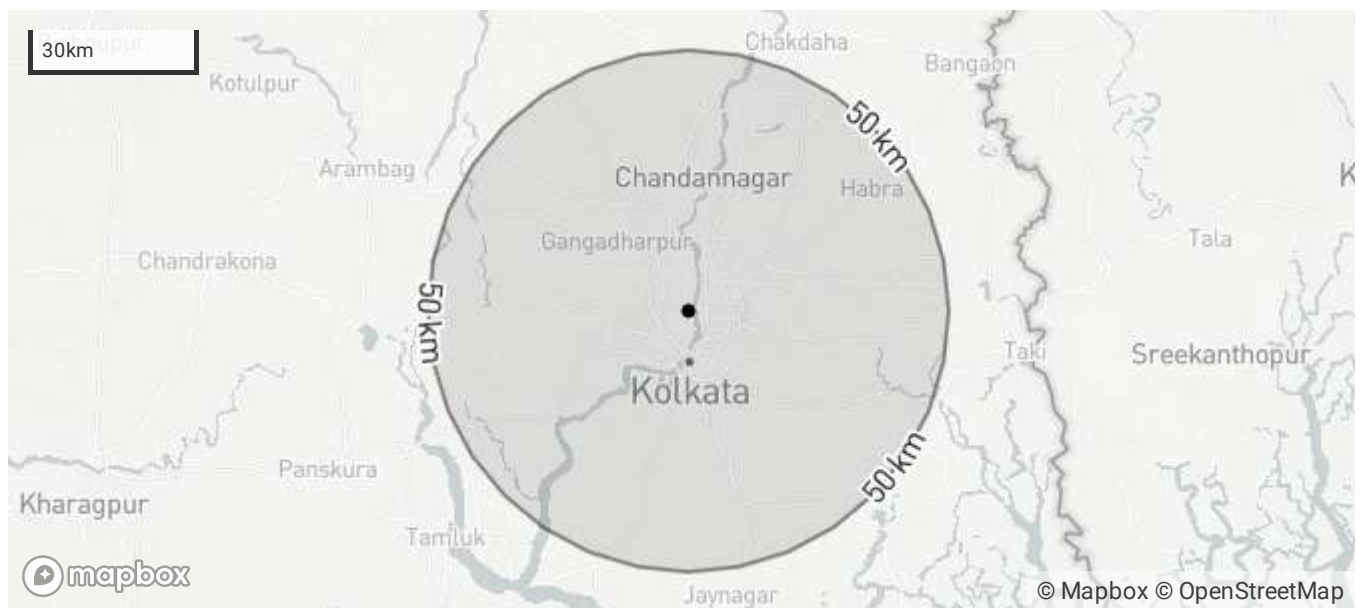 Bishnupur
30km
Chakdaha
Bangaon
Kotulpur
50 km
Arambag
Chandannagar
Habra
K
Gangadharpur
Tala
Chandrakona
50 km
Taki
Sreekanthopur
Kolkata
50 km
Panskura
Kharagpur
Tamluk
mapbox
Jaynagar
© Mapbox © OpenStreetMap